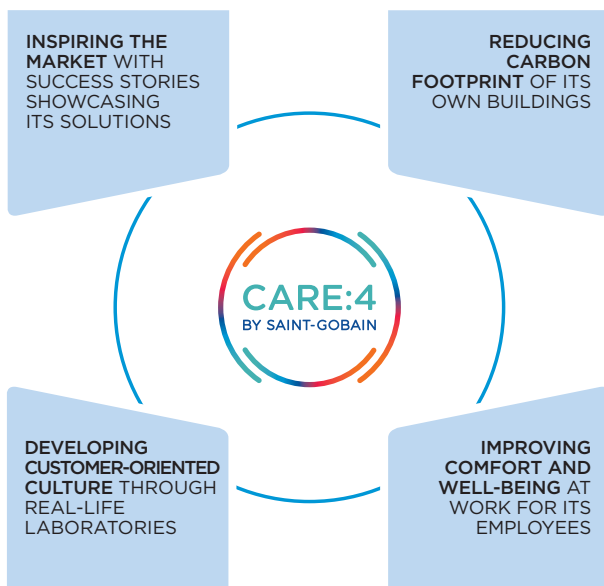 INSPIRING THE
MARKET WITH
SUCCESS STORIES
SHOWCASING
ITS SOLUTIONS
REDUCING
CARBON
FOOTPRINT OF ITS
OWN BUILDINGS
CARE:4
BY SAINT-GOBAIN
DEVELOPING
CUSTOMER-ORIENTED
CULTURE THROUGH
REAL-LIFE
LABORATORIES
IMPROVING
COMFORT AND
WELL-BEING AT
WORK FOR ITS
EMPLOYEES